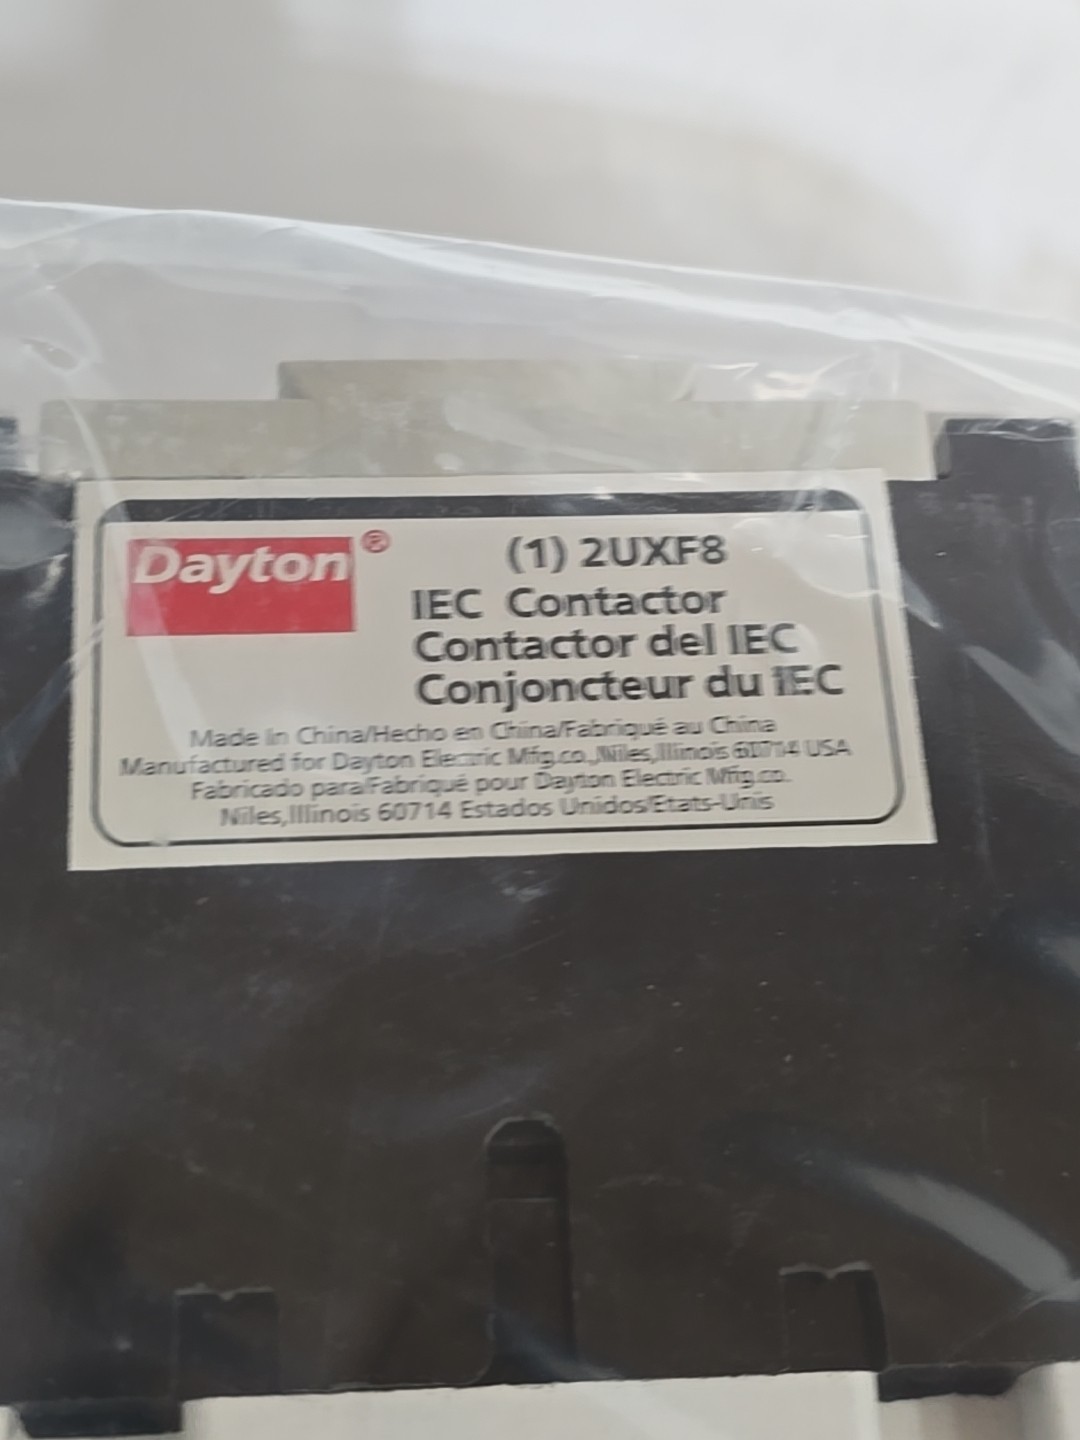 Dayton®
(1) 2UXF8
IEC Contactor
Contactor del IEC
Conjoncteur du IEC
Made In China/Hecho en China/Fabriqué au China
Manufactured for Dayton Electric Mfg.co.,Niles,Illinois 60714 USA
Fabricado para/Fabriqué pour Dayton Electric Mfg.co.
Niles,Illinois 60714 Estados Unidos/Etats-Unis